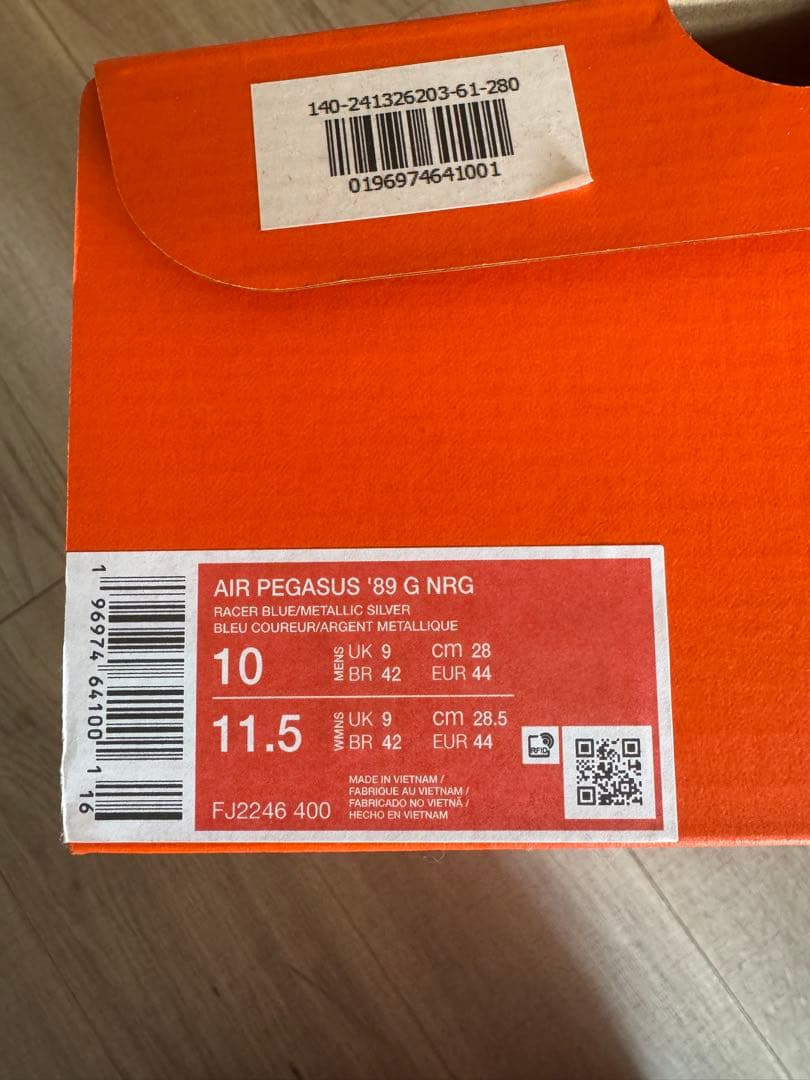 140-241326203-61-280
0196974641001
AIR PEGASUS '89 G NRG
RACER BLUE/METALLIC SILVER
BLEU COUREUR/ARGENT METALLIQUE
10 MENS UK 9 cm 28
BR 42 EUR 44
11.5 WMNS UK 9 cm 28.5
BR 42 EUR 44
RFID
FJ2246 400
MADE IN VIETNAM /
FABRIQUE AU VIETNAM /
FABRICADO NO VIETNÃ /
HECHO EN VIETNAM
1 96974 64100 1 16